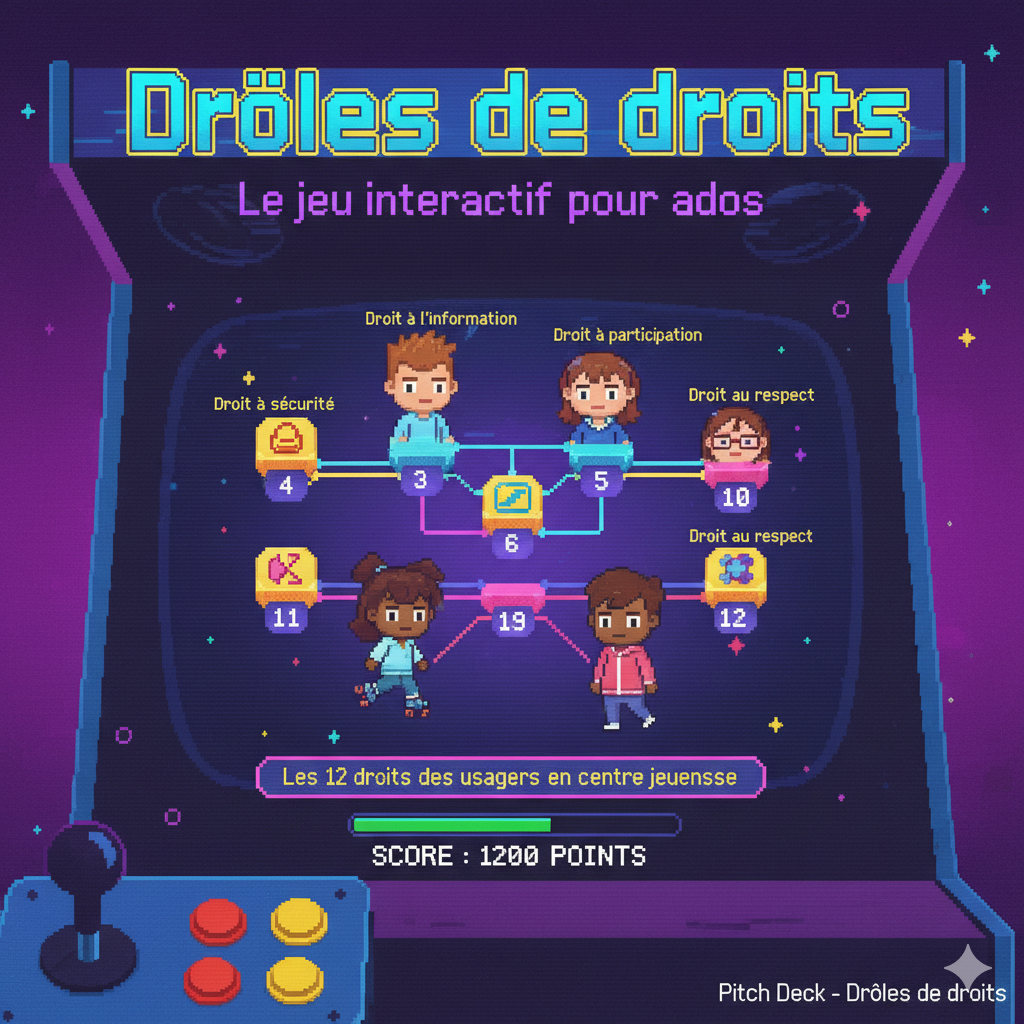 Dröles de droits
Le jeu interactif pour ados
Droit à l'information
Droit à participation
Droit au respect
Droit à sécurité
4
3
5
10
6
Droit au respect
11
19
12
Les 12 droits des usagers en centre jeuensse
SCORE : 1200 POINTS
Pitch Deck - Drôles de droits